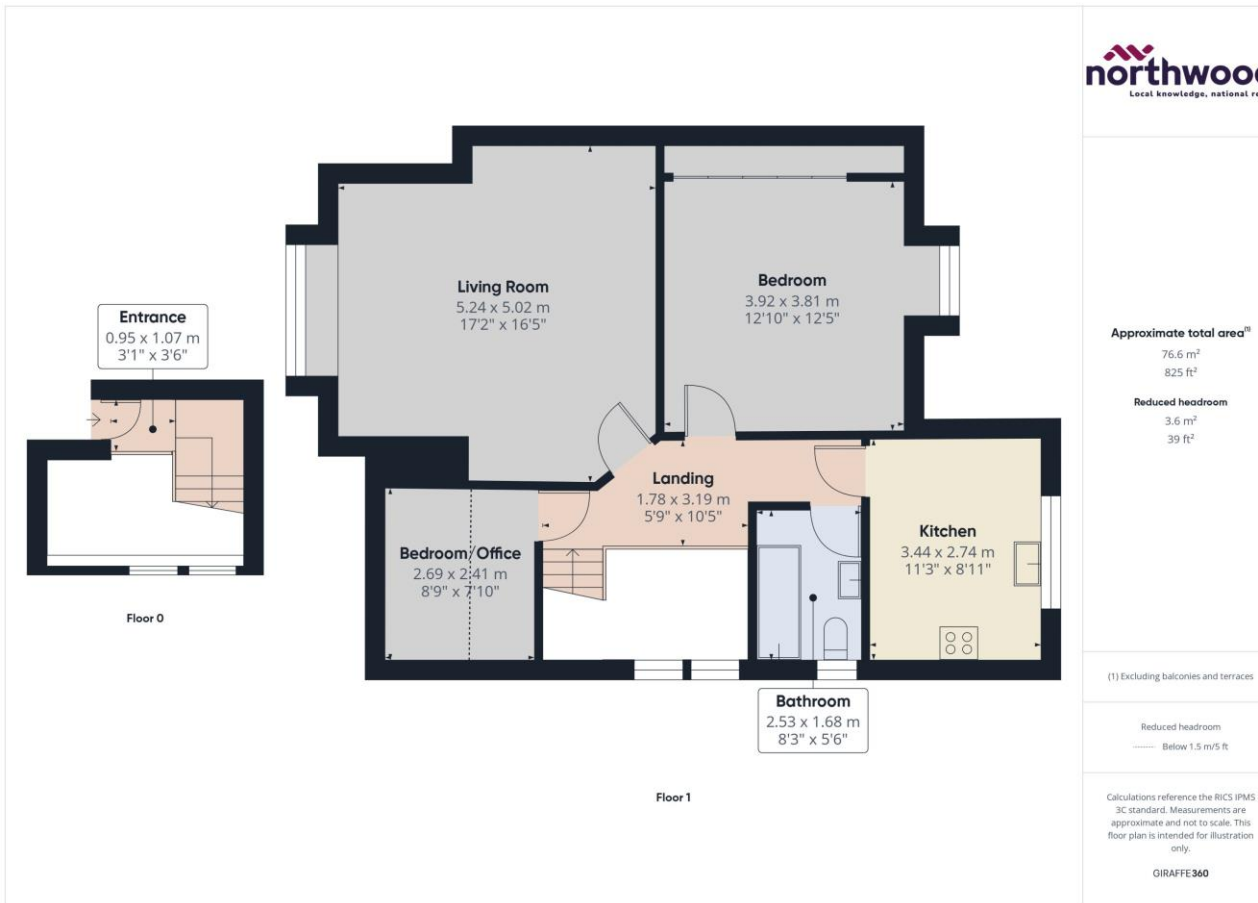 Entrance
0.95 x 1.07 m
3'1" x 3'6"
Floor 0
Living Room
5.24 x 5.02 m
17'2" x 16'5"
Bedroom
3.92 x 3.81 m
12'10" x 12'5"
Landing
1.78 x 3.19 m
5'9" x 10'5"
Bedroom/Office
2.69 x 2.41 m
8'9" x 7'10"
Kitchen
3.44 x 2.74 m
11'3" x 8'11"
Bathroom
2.53 x 1.68 m
8'3" x 5'6"
Floor 1
northwood
Local knowledge, national re
Approximate total area(1)
76.6 m²
825 ft²
Reduced headroom
3.6 m²
39 ft²
(1) Excluding balconies and terraces
Reduced headroom
Below 1.5 m/5 ft
Calculations reference the RICS IPMS
3C standard. Measurements are
approximate and not to scale. This
floor plan is intended for illustration
only.
GIRAFFE360